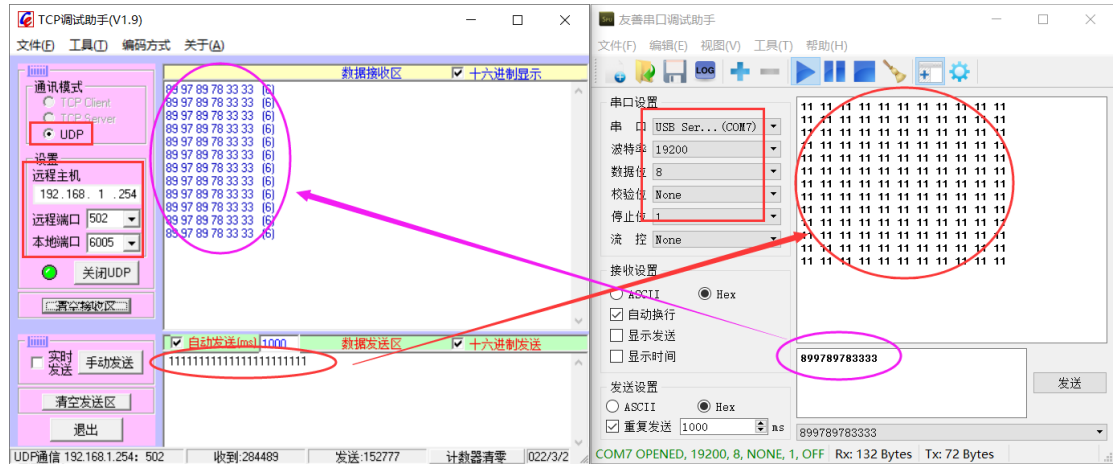 TCP调试助手(V1.9)
文件(F) 工具(T) 编码方式 关于(A)
通讯模式
TCP Client
TCP Server
UDP
设置
远程主机
192.168. 1 .254
远程端口 502
本地端口 6005
关闭UDP
清空接收区
数据接收区 十六进制显示
89 97 89 78 33 33 (6)
89 97 89 78 33 33 (6)
89 97 89 78 33 33 (6)
89 97 89 78 33 33 (6)
89 97 89 78 33 33 (6)
89 97 89 78 33 33 (6)
89 97 89 78 33 33 (6)
89 97 89 78 33 33 (6)
89 97 89 78 33 33 (6)
89 97 89 78 33 33 (6)
89 97 89 78 33 33 (6)
89 97 89 78 33 33 (6)
实时
发送
手动发送
清空发送区
退出
自动发送(ms) 1000 数据发送区 十六进制发送
1111111111111111111111
UDP通信 192.168.1.254: 502 收到:284489 发送:152777 计数器清零 022/3/2
友善串口调试助手
文件(F) 编辑(E) 视图(V) 工具(T) 帮助(H)
LOG
串口设置
串 口 USB Ser...(COM7)
波特率 19200
数据位 8
校验位 None
停止位 1
流 控 None
接收设置
ASCII Hex
自动换行
显示发送
显示时间
发送设置
ASCII Hex
重复发送 1000 ms
11 11 11 11 11 11 11 11 11 11 11
11 11 11 11 11 11 11 11 11 11 11
11 11 11 11 11 11 11 11 11 11 11
11 11 11 11 11 11 11 11 11 11 11
11 11 11 11 11 11 11 11 11 11 11
11 11 11 11 11 11 11 11 11 11 11
11 11 11 11 11 11 11 11 11 11 11
11 11 11 11 11 11 11 11 11 11 11
11 11 11 11 11 11 11 11 11 11 11
11 11 11 11 11 11 11 11 11 11 11
11 11 11 11 11 11 11 11 11 11 11
11 11 11 11 11 11 11 11 11 11 11
899789783333
发送
899789783333
COM7 OPENED, 19200, 8, NONE, 1, OFF Rx: 132 Bytes Tx: 72 Bytes